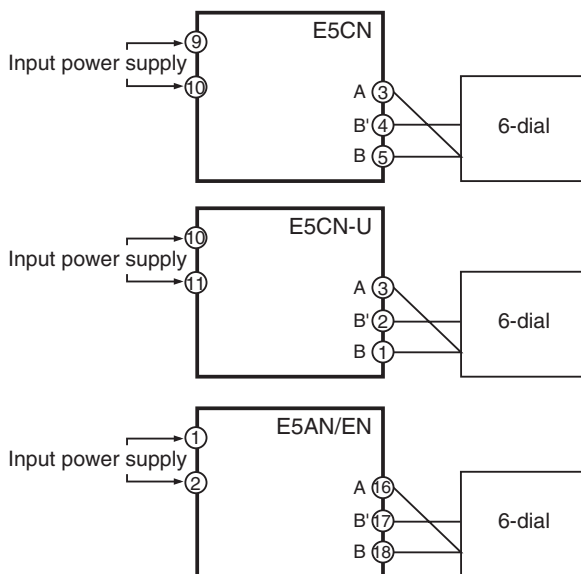 E5CN
9
Input power supply
10
A 3
B' 4
B 5
6-dial
E5CN-U
10
Input power supply
11
A 3
B' 2
B 1
6-dial
E5AN/EN
1
Input power supply
2
A 16
B' 17
B 18
6-dial